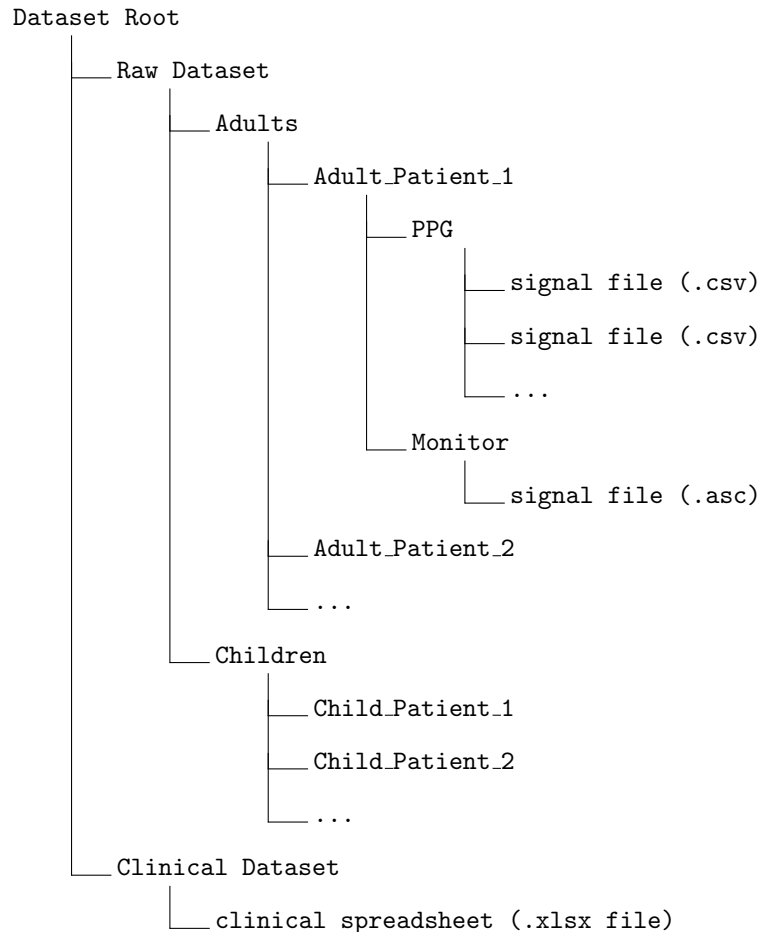 Dataset Root
Raw Dataset
Adults
Adult_Patient_1
PPG
signal file (.csv)
signal file (.csv)
...
Monitor
signal file (.asc)
Adult_Patient_2
...
Children
Child_Patient_1
Child_Patient_2
...
Clinical Dataset
clinical spreadsheet (.xlsx file)